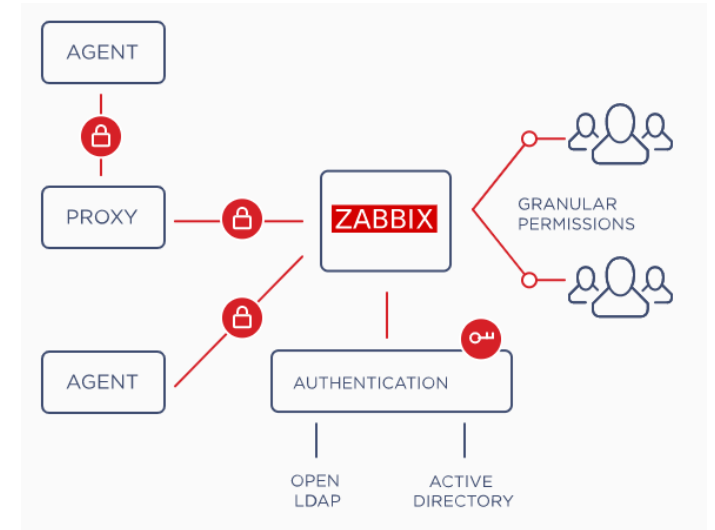 AGENT
PROXY
ZABBIX
GRANULAR
PERMISSIONS
AGENT
AUTHENTICATION
OPEN
LDAP
ACTIVE
DIRECTORY